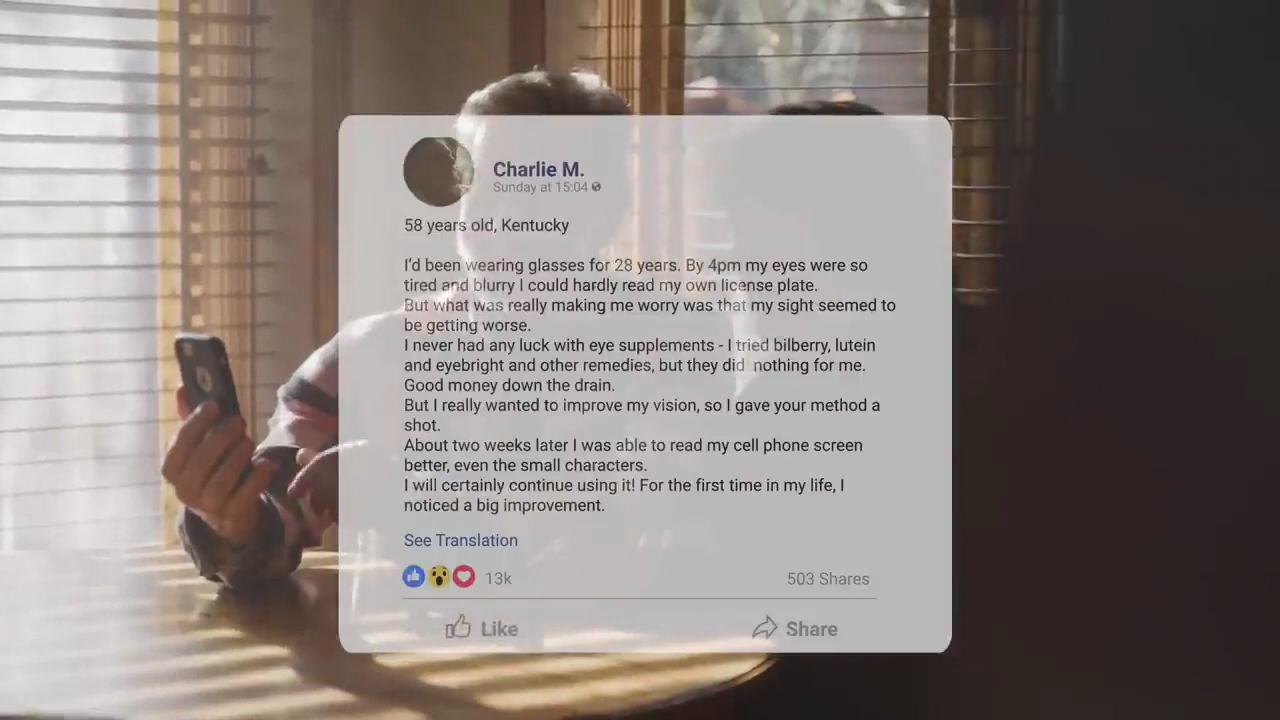 Charlie M.
Sunday at 15:04
58 years old, Kentucky
I'd been wearing glasses for 28 years. By 4pm my eyes were so
tired and blurry I could hardly read my own license plate.
But what was really making me worry was that my sight seemed to
be getting worse.
I never had any luck with eye supplements - I tried bilberry, lutein
and eyebright and other remedies, but they did  nothing for me.
Good money down the drain.
But I really wanted to improve my vision, so I gave your method a
shot.
About two weeks later I was able to read my cell phone screen
better, even the small characters.
I will certainly continue using it! For the first time in my life, I
noticed a big improvement.
See Translation
13k 503 Shares
Like Share